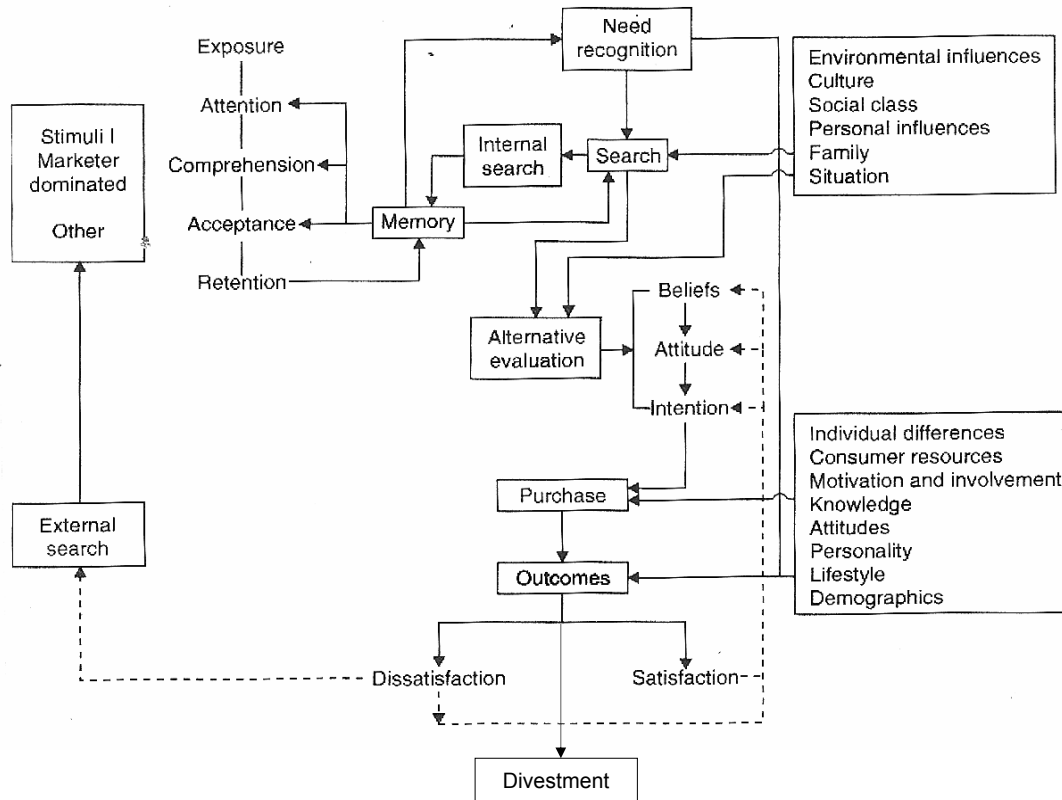 Need
recognition
Exposure
Attention
Comprehension
Acceptance
Retention
Stimuli I
Marketer
dominated
Other
Internal
search
Search
Memory
Environmental influences
Culture
Social class
Personal influences
Family
Situation
Alternative
evaluation
Beliefs
Attitude
Intention
Individual differences
Consumer resources
Motivation and involvement
Knowledge
Attitudes
Personality
Lifestyle
Demographics
Purchase
External
search
Outcomes
Dissatisfaction
Satisfaction
Divestment